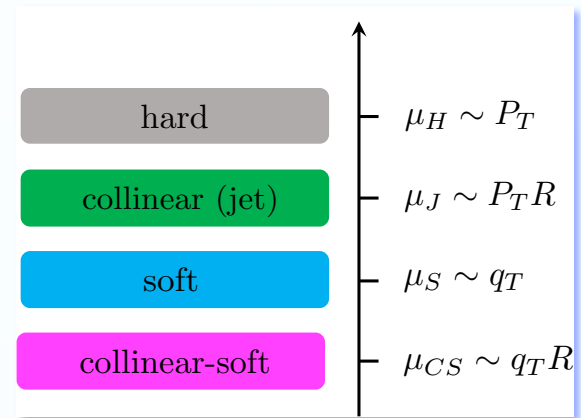 hard μ_H ∼ P_T
collinear (jet) μ_J ∼ P_T R
soft μ_S ∼ q_T
collinear-soft μ_CS ∼ q_T R